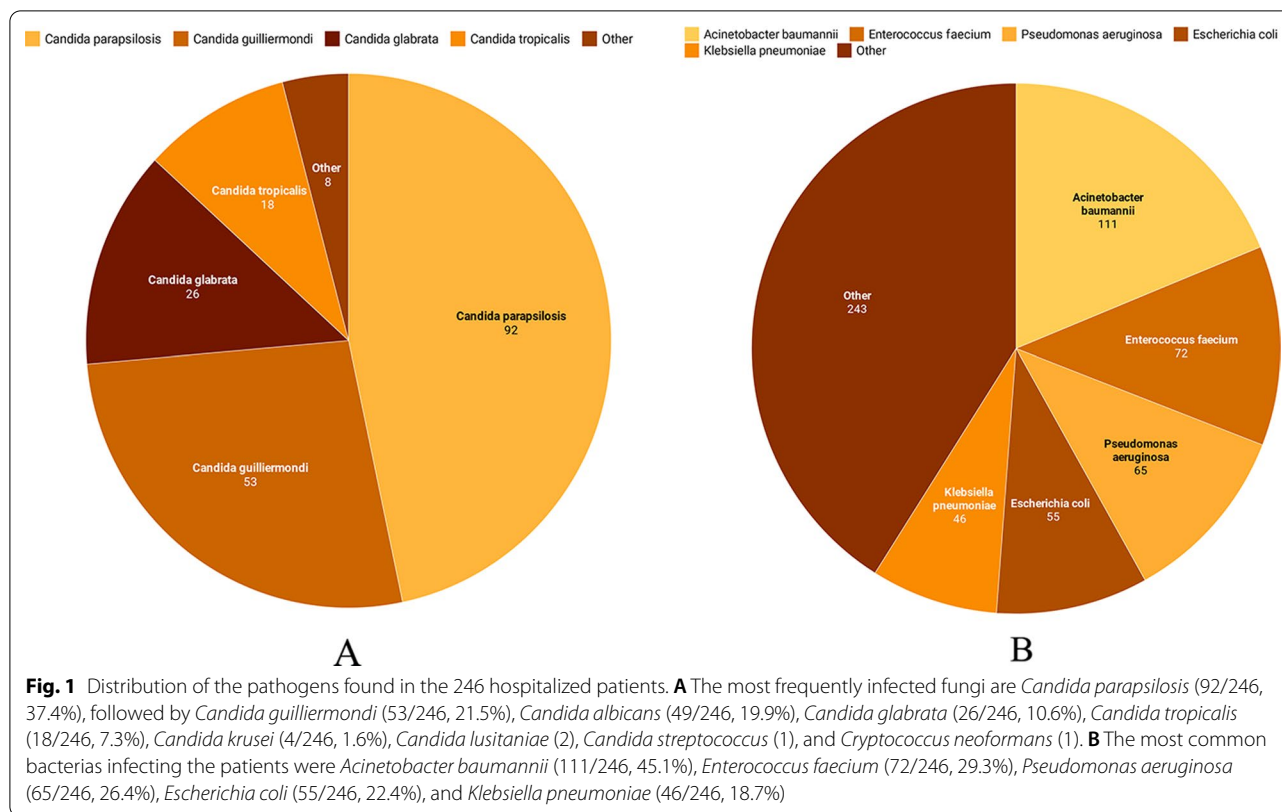 Candida parapsilosis Candida guilliermondi Candida glabrata Candida tropicalis Other
Other
8
Candida tropicalis
18
Candida glabrata
26
Candida parapsilosis
92
Candida guilliermondi
53
A
Acinetobacter baumannii Enterococcus faecium Pseudomonas aeruginosa Escherichia coli
Klebsiella pneumoniae Other
Acinetobacter
baumannii
111
Other
243
Enterococcus faecium
72
Pseudomonas
aeruginosa
65
Klebsiella
pneumoniae
46
Escherichia coli
55
B
Fig. 1 Distribution of the pathogens found in the 246 hospitalized patients. A The most frequently infected fungi are Candida parapsilosis (92/246,
37.4%), followed by Candida guilliermondi (53/246, 21.5%), Candida albicans (49/246, 19.9%), Candida glabrata (26/246, 10.6%), Candida tropicalis
(18/246, 7.3%), Candida krusei (4/246, 1.6%), Candida lusitaniae (2), Candida streptococcus (1), and Cryptococcus neoformans (1). B The most common
bacterias infecting the patients were Acinetobacter baumannii (111/246, 45.1%), Enterococcus faecium (72/246, 29.3%), Pseudomonas aeruginosa
(65/246, 26.4%), Escherichia coli (55/246, 22.4%), and Klebsiella pneumoniae (46/246, 18.7%)